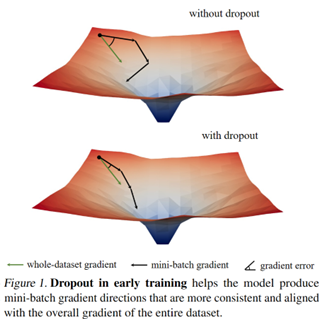 without dropout
with dropout
whole-dataset gradient mini-batch gradient gradient error
Figure 1. Dropout in early training helps the model produce
mini-batch gradient directions that are more consistent and aligned
with the overall gradient of the entire dataset.